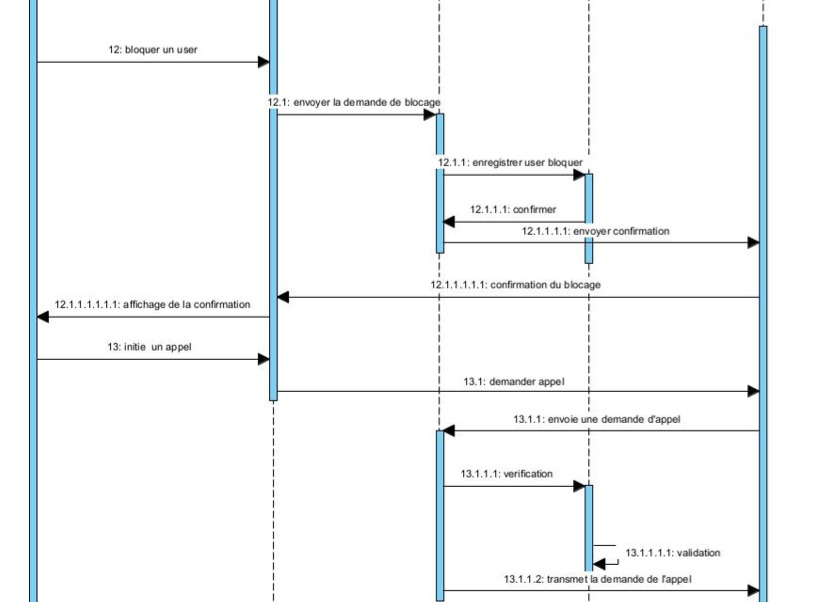 12: bloquer un user
12.1: envoyer la demande de blocage
12.1.1: enregistrer user bloquer
12.1.1.1: confirmer
12.1.1.1.1: envoyer confirmation
12.1.1.1.1.1: confirmation du blocage
12.1.1.1.1.1.1: affichage de la confirmation
13: initie un appel
13.1: demander appel
13.1.1: envoie une demande d'appel
13.1.1.1: verification
13.1.1.1.1: validation
13.1.1.2: transmet la demande de l'appel